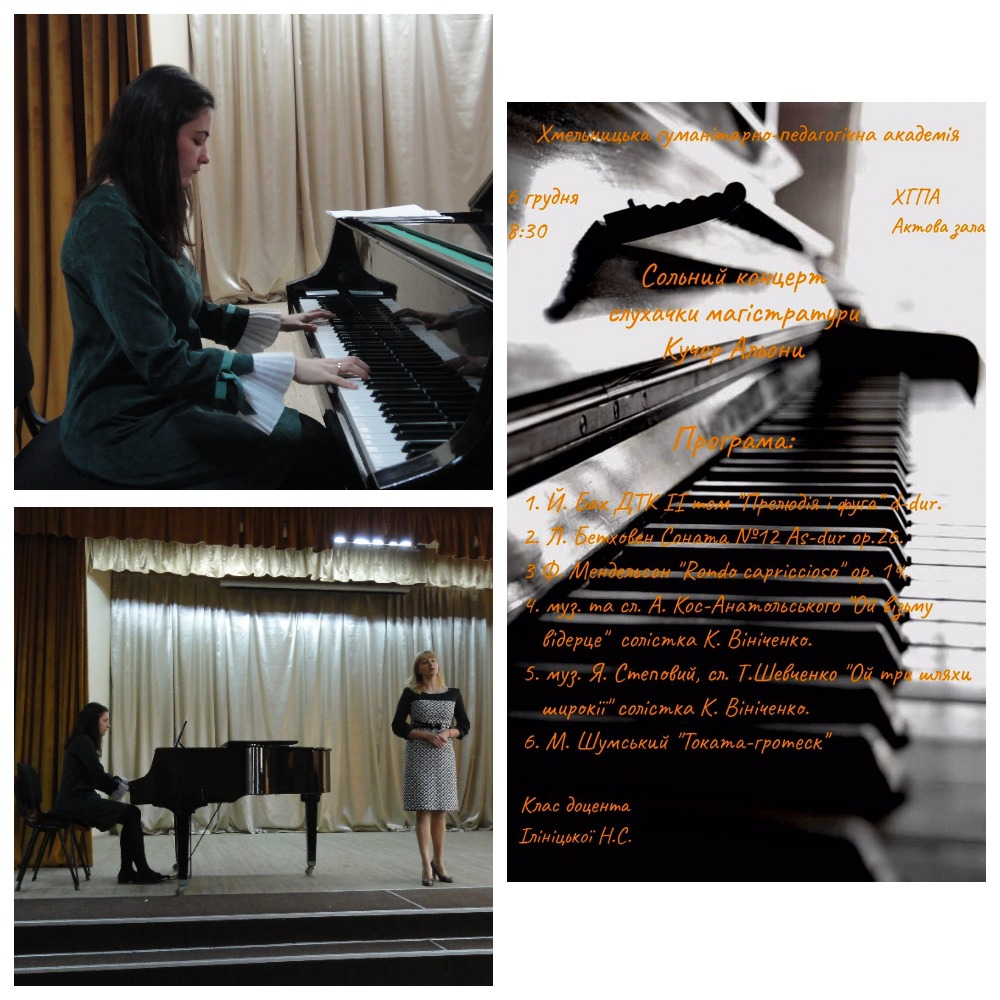 Хмельницька гуманітарно-педагогічна академія
6 грудня
8:30
ХГПА
Актова зала
Сольний концерт
слухачки магістратури
Кучер Альони
Програма:
1. Й. Бах ДТК II том "Прелюдія і фуга" d-dur.
2. Л. Бетховен Соната №12 As-dur op.26.
3 Ф. Мендельсон "Rondo capriccioso" op. 14.
4. муз. та сл. А. Кос-Анатольського "Ой візьму
відерце" солістка К. Вініченко.
5. муз. Я. Степовий, сл. Т.Шевченко "Ой три шляхи
широкії" солістка К. Вініченко.
6. М. Шумський "Токата-гротеск"
Клас доцента
Ілініцької Н.С.